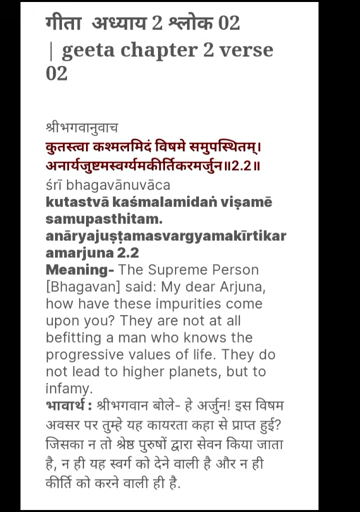 गीता अध्याय 2 श्लोक 02
| geeta chapter 2 verse
02
श्रीभगवानुवाच
कुतस्त्वा कश्मलमिदं विषमे समुपस्थितम्।
अनार्यजुष्टमस्वर्ग्यमकीर्तिकरमर्जुन॥2.2॥
śrī bhagavānuvāca
kutastvā kaśmalamidaṅ viṣamē
samupasthitam.
anāryajuṣṭamasvargyamakīrtikar
amarjuna 2.2
Meaning- The Supreme Person
[Bhagavan] said: My dear Arjuna,
how have these impurities come
upon you? They are not at all
befitting a man who knows the
progressive values of life. They do
not lead to higher planets, but to
infamy.
भावार्थ : श्रीभगवान बोले- हे अर्जुन! इस विषम
अवसर पर तुम्हे यह कायरता कहा से प्राप्त हुई?
जिसका न तो श्रेष्ठ पुरुषों द्वारा सेवन किया जाता
है, न ही यह स्वर्ग को देने वाली है और न ही
कीर्ति को करने वाली ही है.